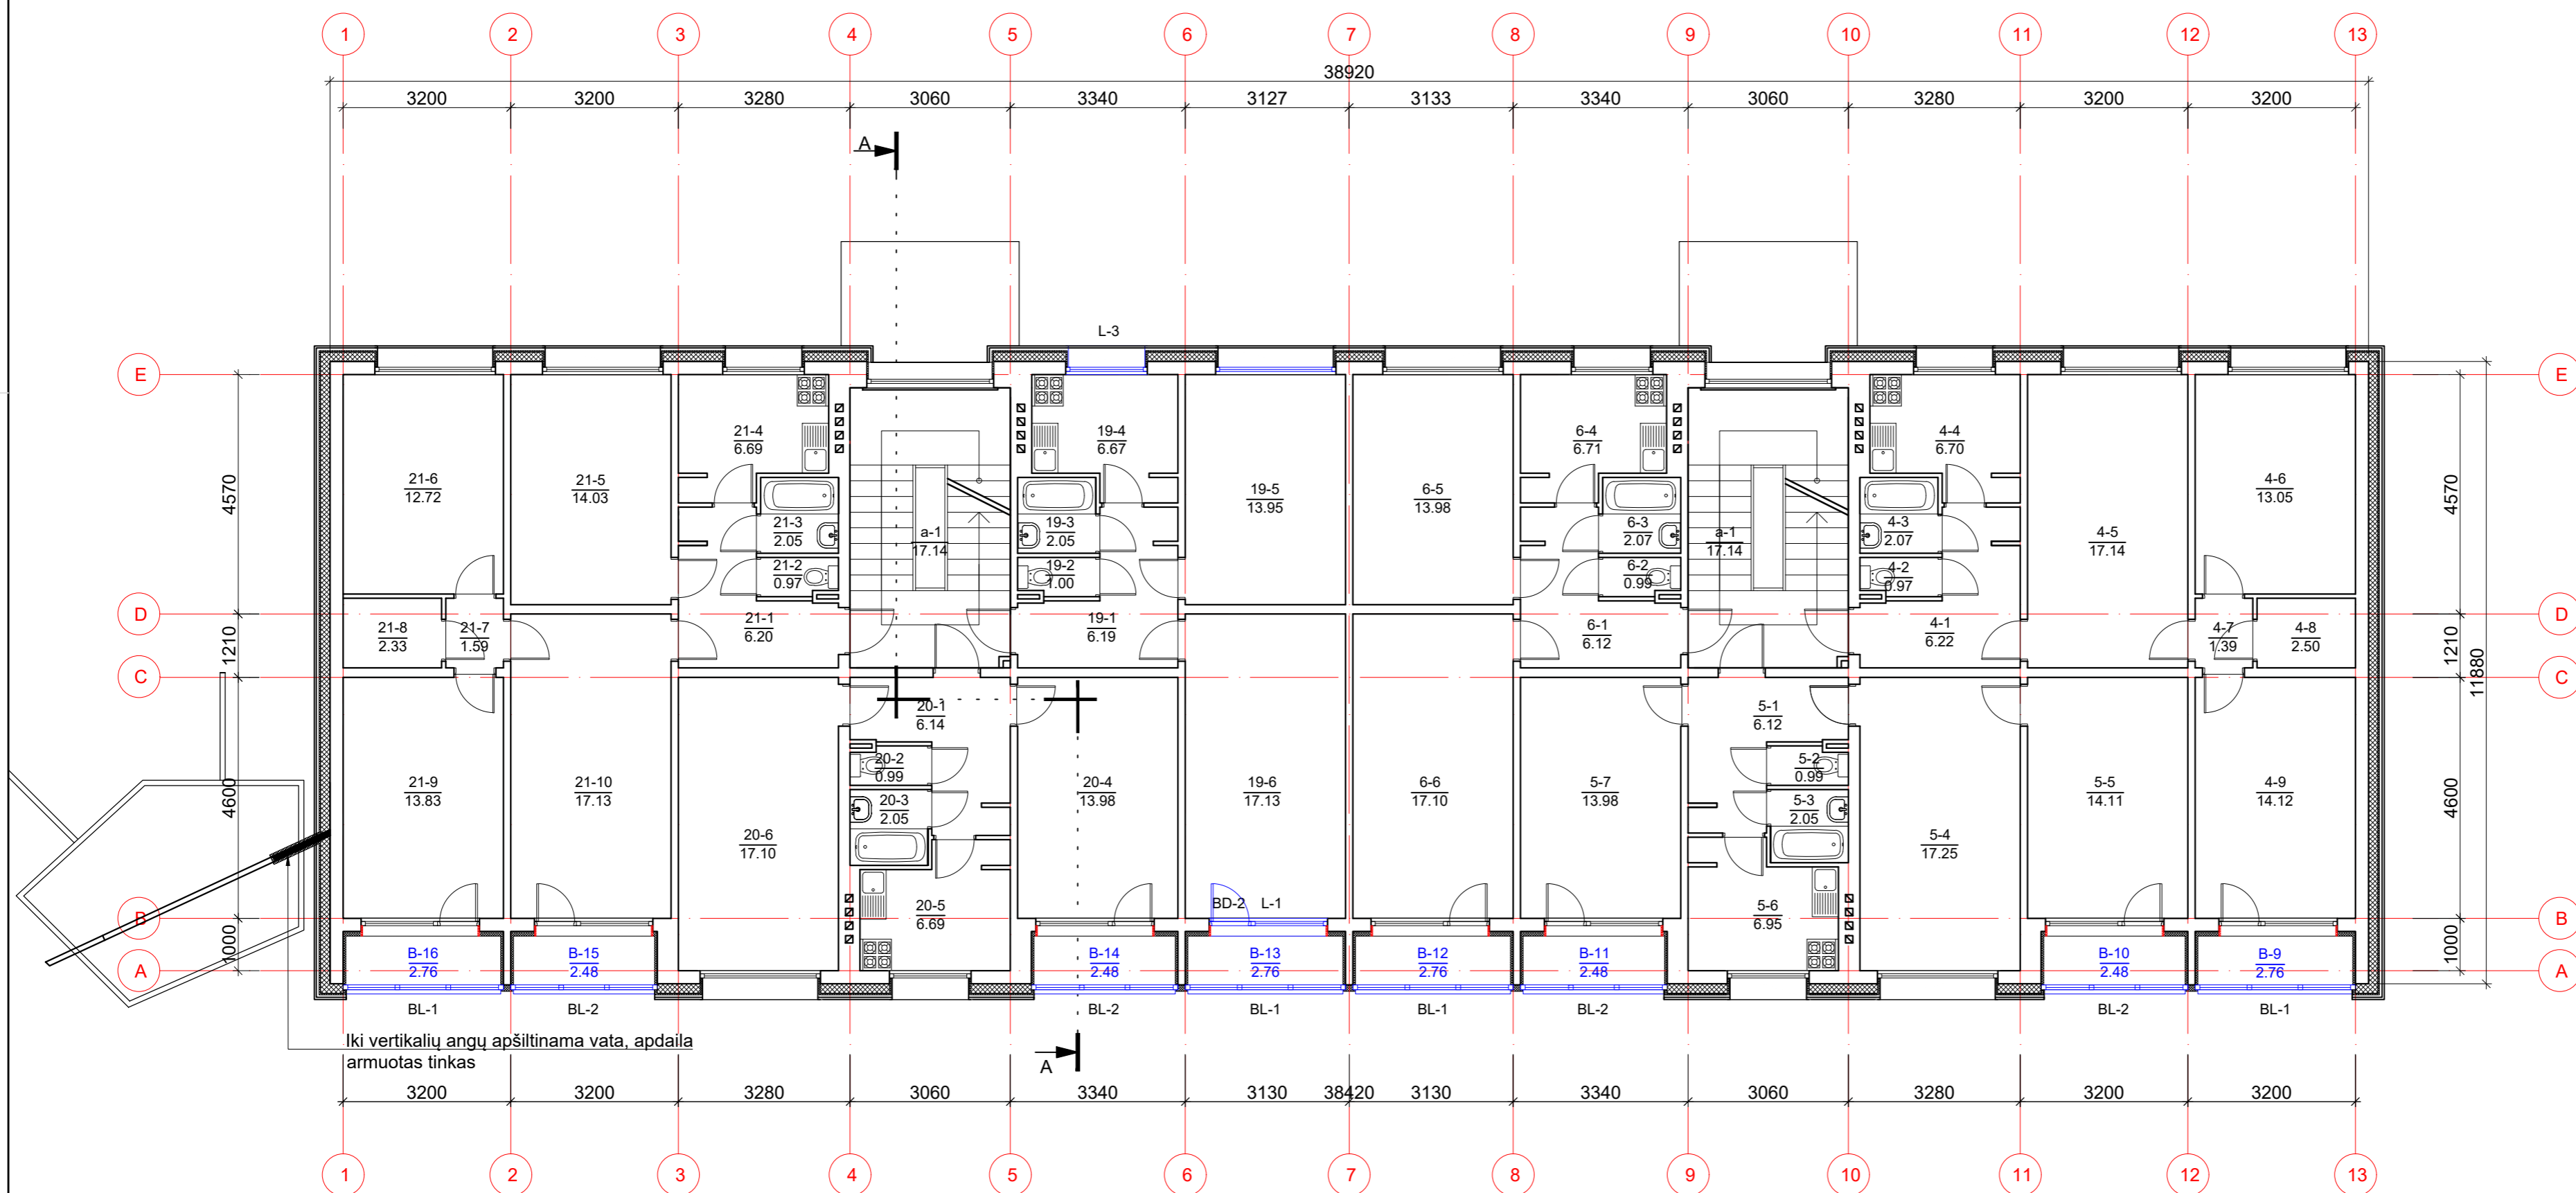 1 2 3 4 5 6 7 8 9 10 11 12 13
38920
3200 3200 3280 3060 3340 3127 3133 3340 3060 3280 3200 3200
A
L-3
E E
21-4 19-4 6-4 4-4
6.69 6.67 6.71 6.70
21-6 21-5 19-5 6-5 4-6
12.72 14.03 13.95 13.98 13.05
4570 4570
21-3 a-1 19-3 6-3 a-1 4-3 4-5
2.05 17.14 2.05 2.07 17.14 2.07 17.14
21-2 19-2 6-2 4-2
0.97 1.00 0.99 0.97
D D
21-8 21-7 21-1 19-1 6-1 4-1 4-7 4-8
2.33 1.59 6.20 6.19 6.12 6.22 1.39 2.50
1210 1210
11880
C C
20-1 5-1
6.14 6.12
20-2 5-2
0.99 0.99
21-9 21-10 20-4 19-6 6-6 5-7 5-5 4-9
13.83 17.13 13.98 17.13 17.10 13.98 14.11 14.12
4600 4600
20-3 5-3
2.05 2.05
20-6 5-4
17.10 17.25
BD-2 L-1
20-5 5-6
6.69 6.95
B B
1000 1000
B-16 B-15 B-14 B-13 B-12 B-11 B-10 B-9
2.76 2.48 2.48 2.76 2.76 2.48 2.48 2.76
A A
BL-1 BL-2 BL-2 BL-1 BL-1 BL-2 BL-2 BL-1
Iki vertikalių angų apšiltinama vata, apdaila
armuotas tinkas
A
3200 3200 3280 3060 3340 3130 38420 3130 3340 3060 3280 3200 3200
1 2 3 4 5 6 7 8 9 10 11 12 13